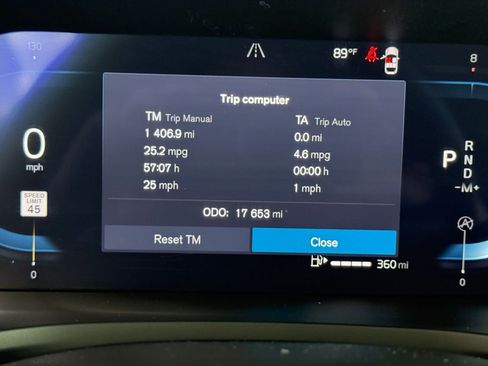 130
89°F
8
Trip computer
TM Trip Manual
TA Trip Auto
1 406.9 mi
0.0 mi
25.2 mpg
4.6 mpg
57:07 h
00:00 h
25 mph
1 mph
ODO: 17 653 mi
Reset TM
Close
0
mph
SPEED
LIMIT
45
P
R
N
D
-M+
A
0
360 mi
0